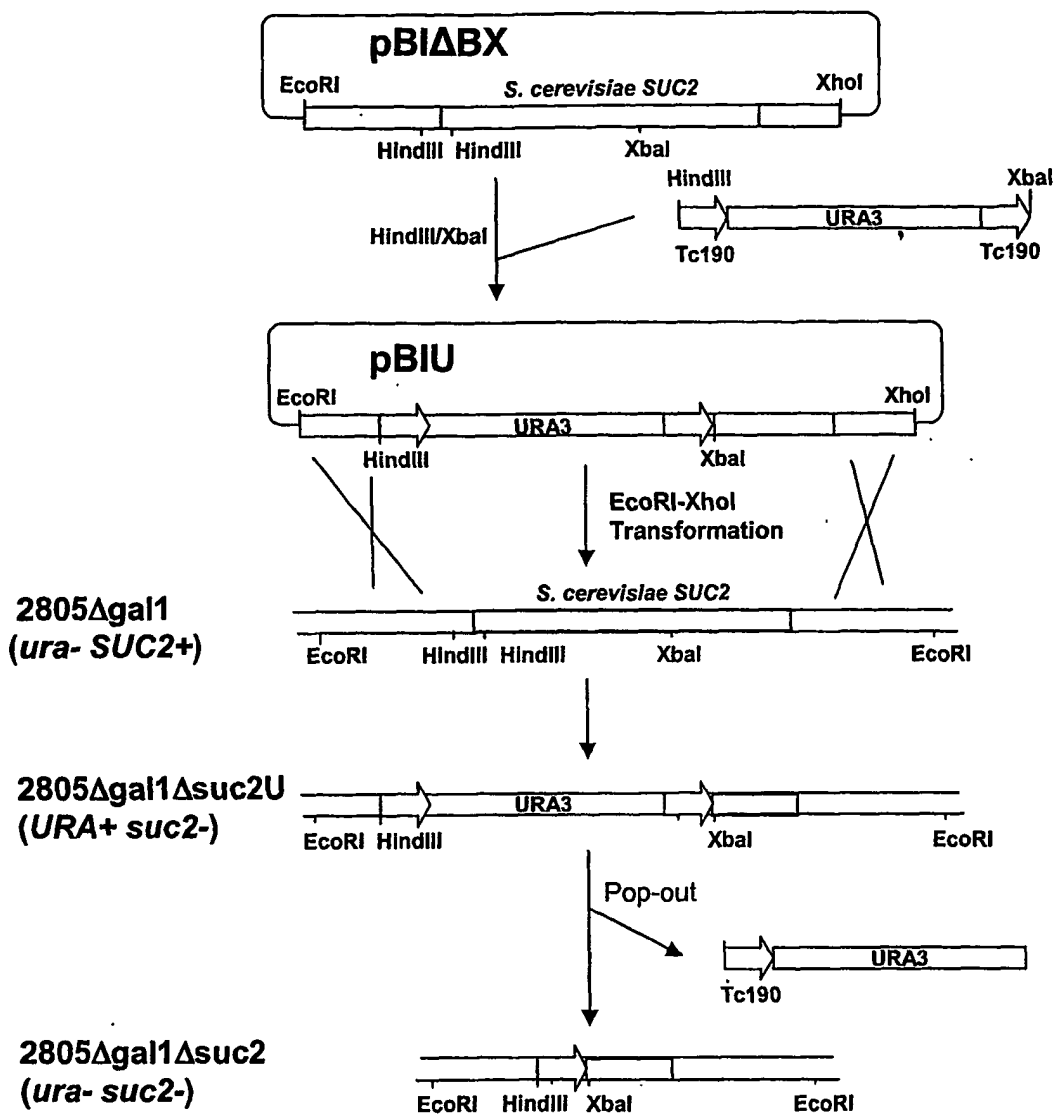 pBIΔBX
EcoRI
S. cerevisiae SUC2
XhoI
HindIII
HindIII
XbaI
HindIII
XbaI
URA3
Tc190
Tc190
HindIII/XbaI
pBIU
EcoRI
XhoI
URA3
HindIII
XbaI
EcoRI-XhoI
Transformation
2805Δgal1
(ura- SUC2+)
S. cerevisiae SUC2
EcoRI
HindIII
HindIII
XbaI
EcoRI
2805Δgal1Δsuc2U
(URA+ suc2-)
URA3
EcoRI
HindIII
XbaI
EcoRI
Pop-out
URA3
Tc190
2805Δgal1Δsuc2
(ura- suc2-)
EcoRI
HindIII
XbaI
EcoRI